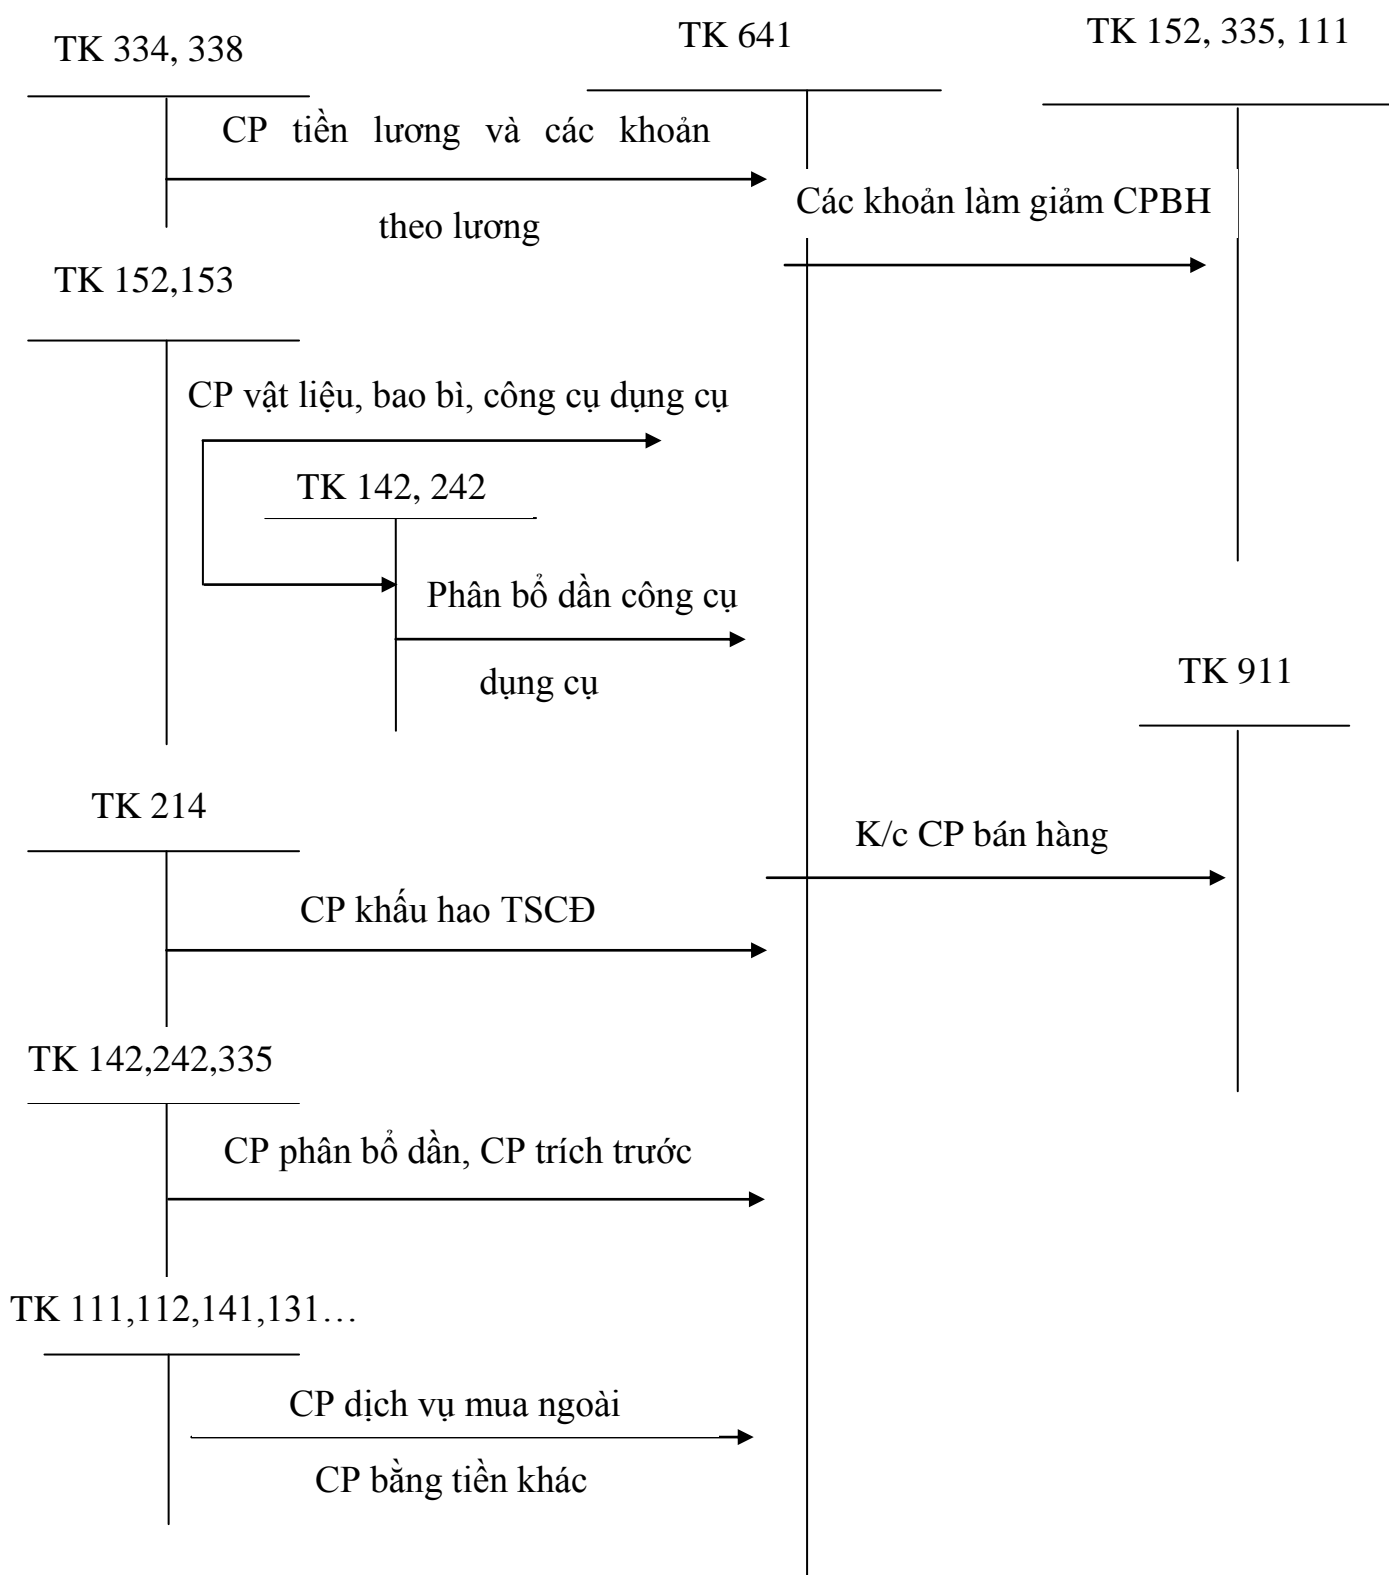 TK 334, 338
TK 641
TK 152, 335, 111
CP tiền lương và các khoản
theo lương
Các khoản làm giảm CPBH
TK 152,153
CP vật liệu, bao bì, công cụ dụng cụ
TK 142, 242
Phân bổ dần công cụ
dụng cụ
TK 911
TK 214
K/c CP bán hàng
CP khấu hao TSCĐ
TK 142,242,335
CP phân bổ dần, CP trích trước
TK 111,112,141,131…
CP dịch vụ mua ngoài
CP bằng tiền khác